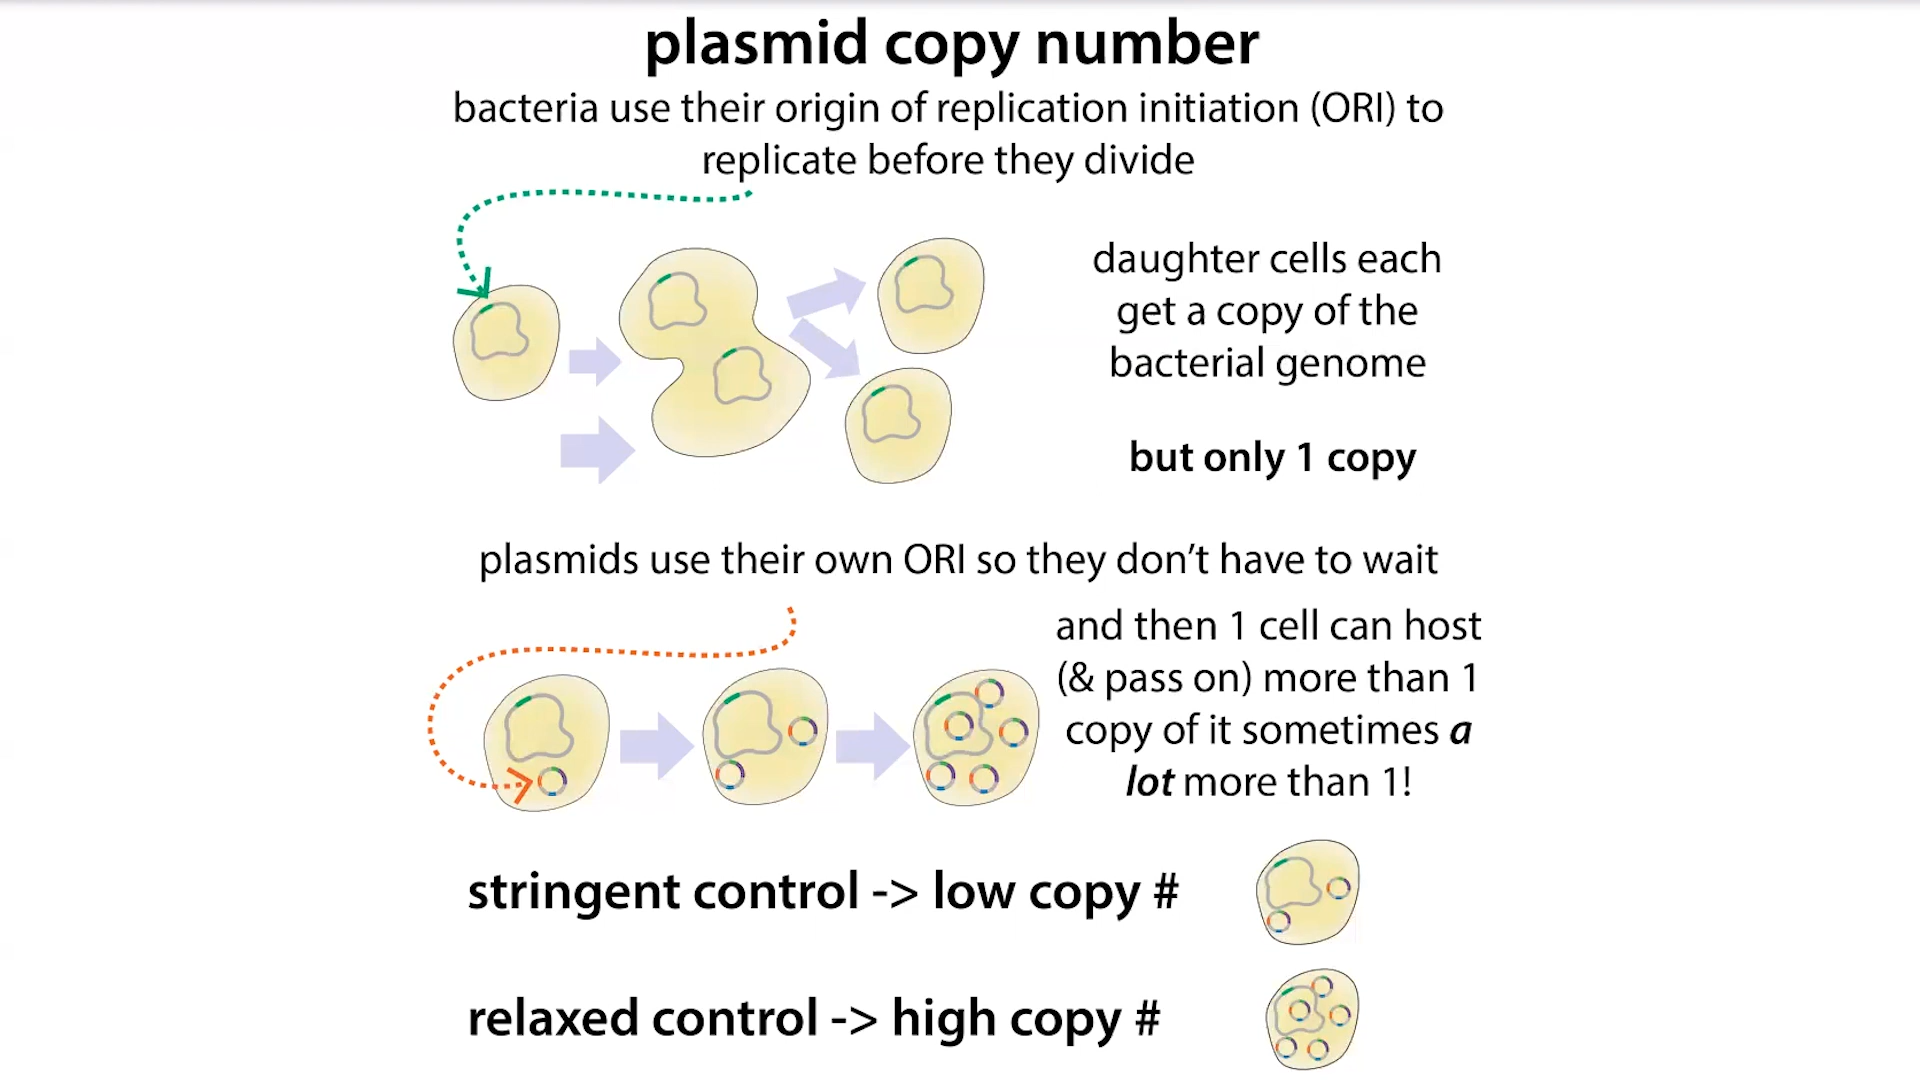 plasmid copy number
bacteria use their origin of replication initiation (ORI) to
replicate before they divide
daughter cells each
get a copy of the
bacterial genome
but only 1 copy
plasmids use their own ORI so they don’t have to wait
and then 1 cell can host
(& pass on) more than 1
copy of it sometimes a
lot more than 1!
stringent control -> low copy #
relaxed control -> high copy #